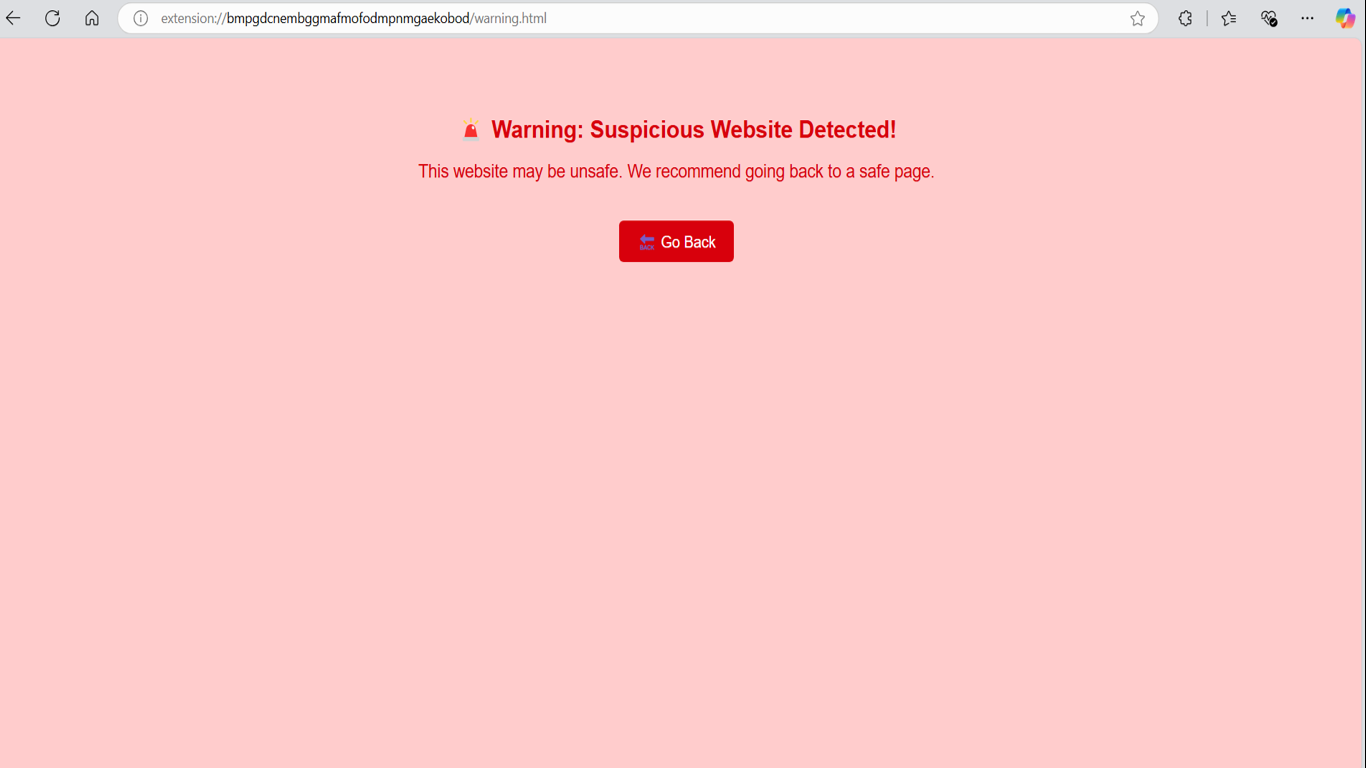 extension://bmpgdcnembggmafmofodmpnmgaekobod/warning.html
🚨 Warning: Suspicious Website Detected!
This website may be unsafe. We recommend going back to a safe page.
🔙 Go Back